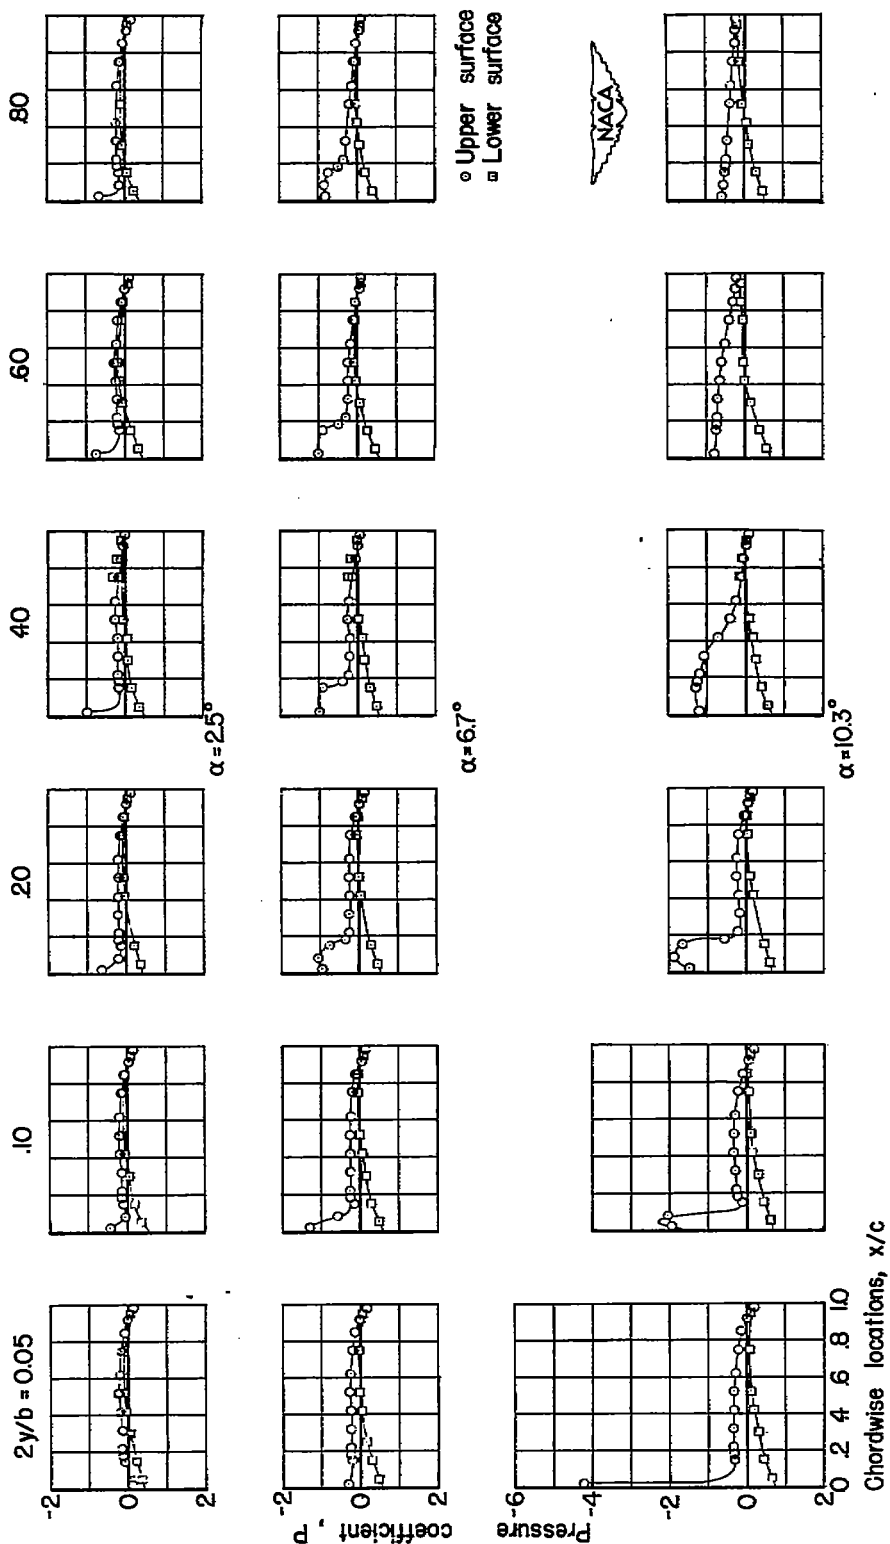 2y/b = 0.05 .10 .20 .40 .60 .80
-2
0
2
α = 2.5°
-2
0
2
α = 6.7°
Upper surface
Lower surface
NACA
Pressure coefficient, P
-6
-4
-2
0
2
α = 10.3°
0 .2 .4 .6 .8 1.0
Chordwise locations, x/c